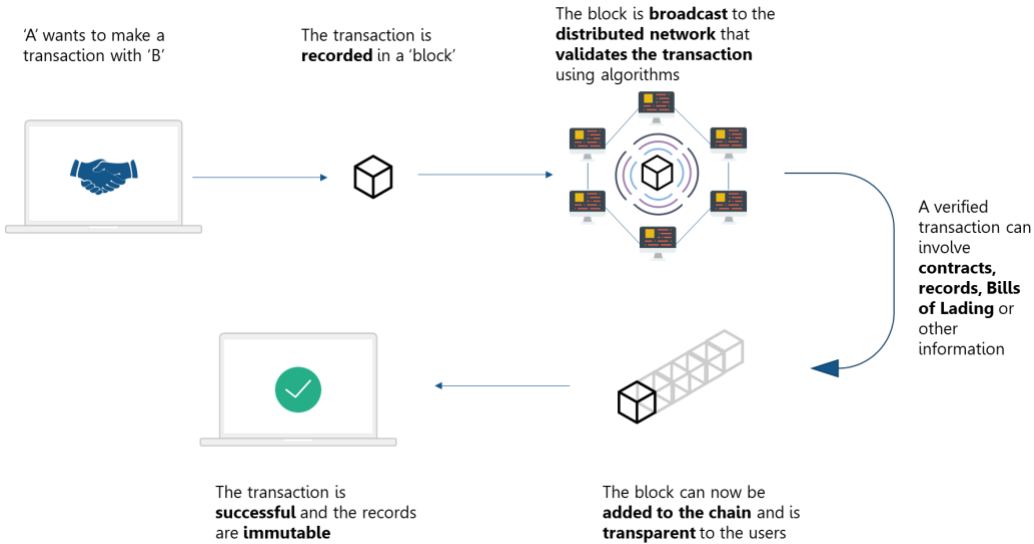 'A' wants to make a
transaction with 'B'
The transaction is
recorded in a 'block'
The block is broadcast to the
distributed network that
validates the transaction
using algorithms
A verified
transaction can
involve
contracts,
records, Bills
of Lading or
other
information
The block can now be
added to the chain and is
transparent to the users
The transaction is
successful and the records
are immutable